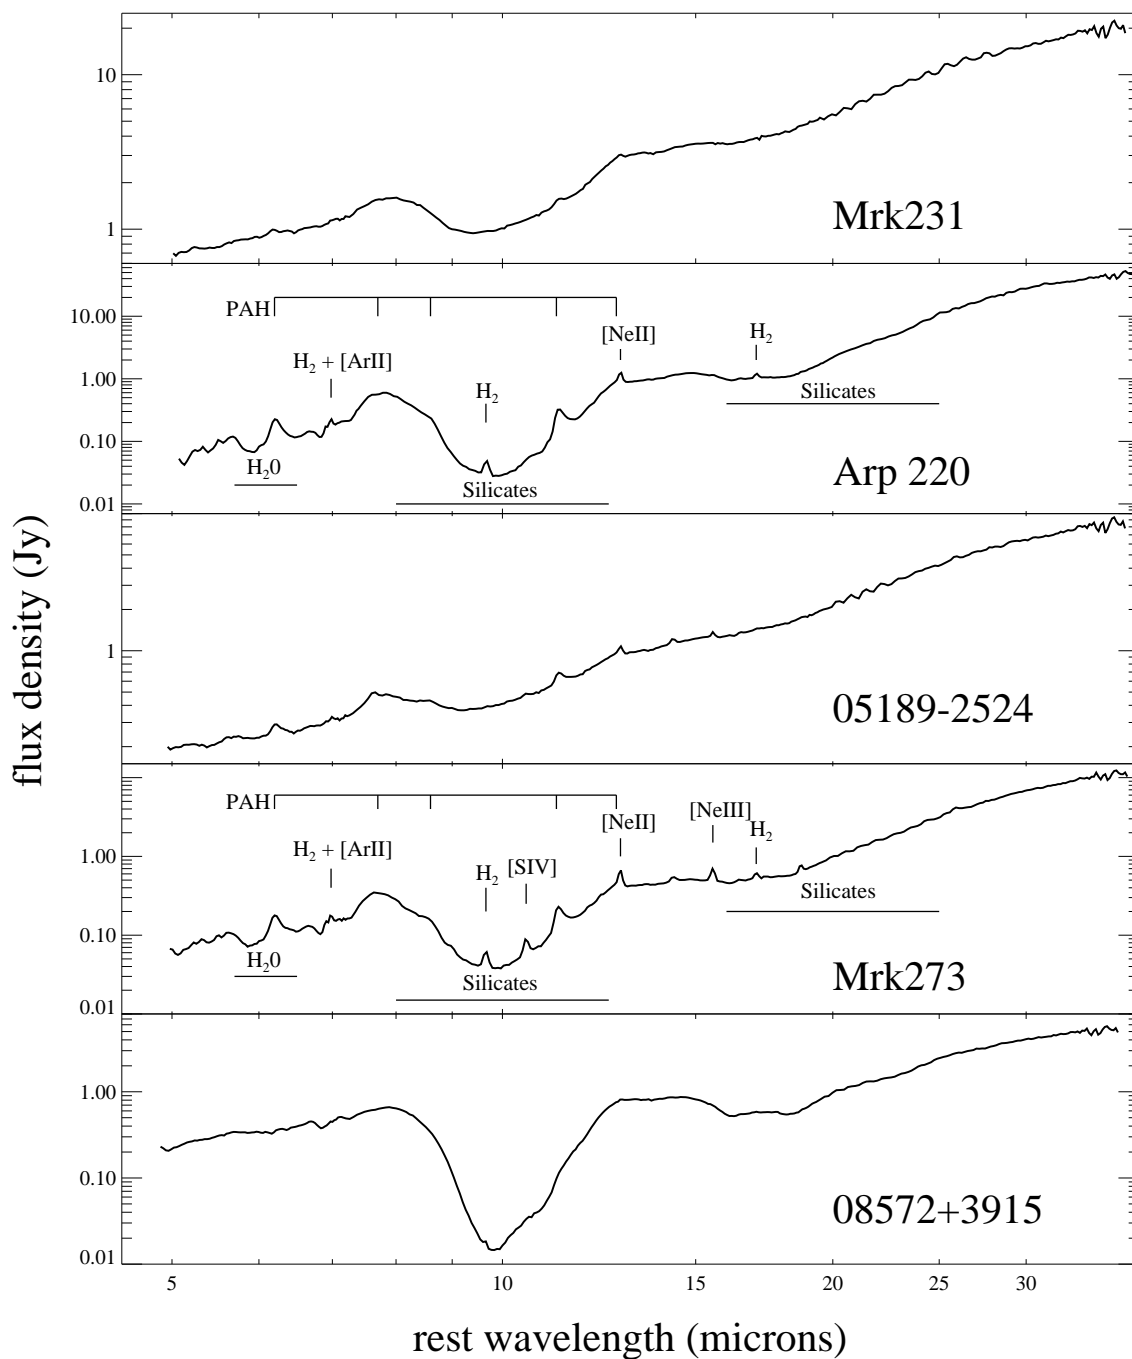 10
1
Mrk231
PAH
[NeII]
H₂
H₂ + [ArII]
H₂
10.00
1.00
0.10
0.01
Silicates
H₂0
Silicates
Arp 220
1
05189-2524
PAH
[NeII]
[NeIII]
H₂
H₂ + [ArII]
H₂
[SIV]
1.00
0.10
0.01
Silicates
H₂0
Silicates
Mrk273
1.00
0.10
0.01
08572+3915
5
10
15
20
25
30
rest wavelength (microns)
flux density (Jy)